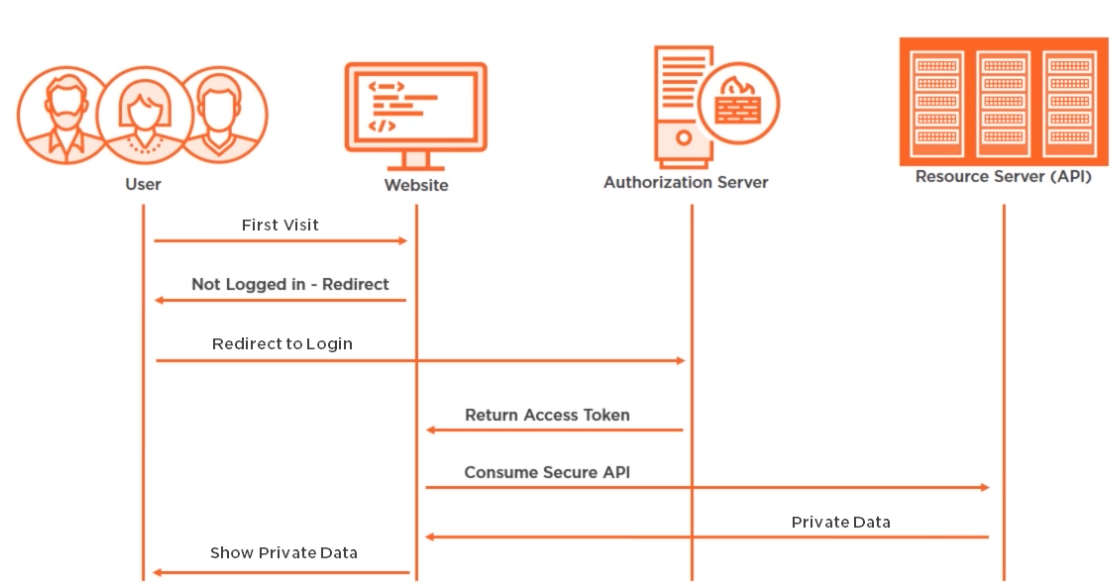 User
Website
Authorization Server
Resource Server (API)
First Visit
Not Logged in - Redirect
Redirect to Login
Return Access Token
Consume Secure API
Private Data
Show Private Data